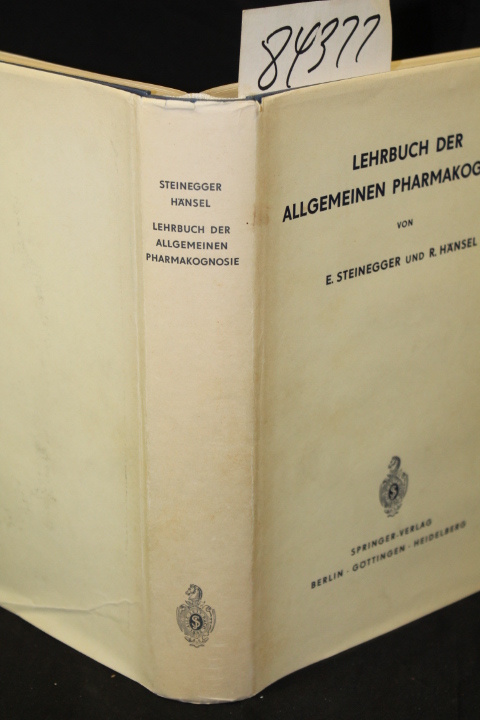 84377
STEINEGGER
HÄNSEL
LEHRBUCH DER
ALLGEMEINEN
PHARMAKOGNOSIE
LEHRBUCH DER
ALLGEMEINEN PHARMAKOG
VON
E. STEINEGGER UND R. HÄNSEL
SPRINGER-VERLAG
BERLIN · GÖTTINGEN · HEIDELBERG